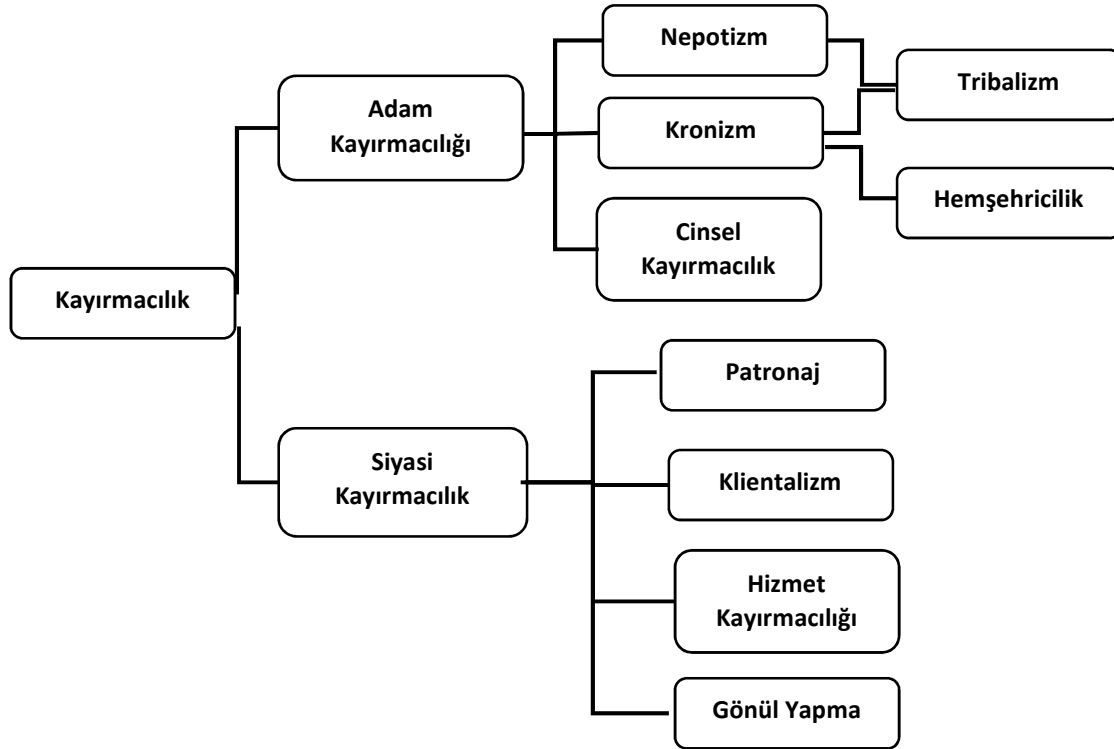 Nepotizm
Tribalizm
Adam
Kayırmacılığı
Kronizm
Hemşehricilik
Cinsel
Kayırmacılık
Kayırmacılık
Patronaj
Siyasi
Kayırmacılık
Klientalizm
Hizmet
Kayırmacılığı
Gönül Yapma